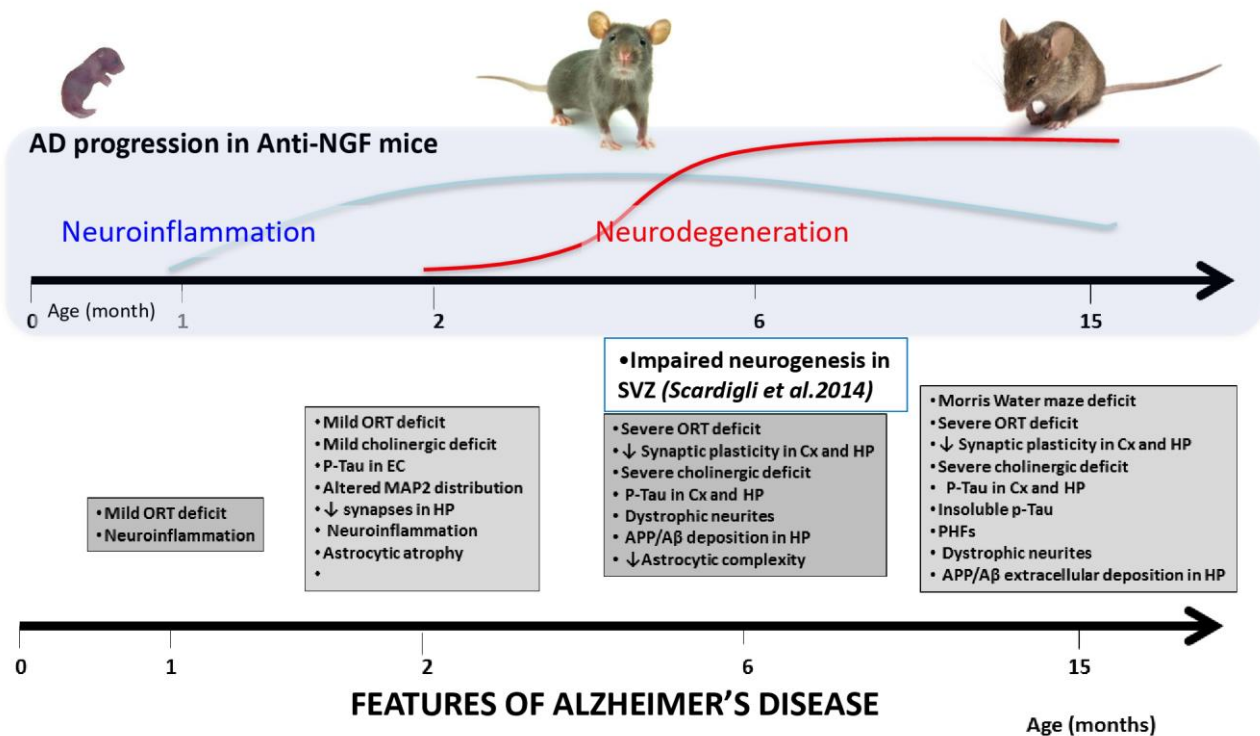 AD progression in Anti-NGF mice
Neuroinflammation
Neurodegeneration
0 Age (month) 1 2 6 15
•Impaired neurogenesis in
SVZ (Scardigli et al.2014)
•Mild ORT deficit
•Neuroinflammation
•Mild ORT deficit
•Mild cholinergic deficit
•P-Tau in EC
•Altered MAP2 distribution
•↓ synapses in HP
• Neuroinflammation
•Astrocytic atrophy
•
•Severe ORT deficit
•↓ Synaptic plasticity in Cx and HP
•Severe cholinergic deficit
• P-Tau in Cx and HP
•Dystrophic neurites
•APP/Aβ deposition in HP
•↓Astrocytic complexity
•Morris Water maze deficit
•Severe ORT deficit
•↓ Synaptic plasticity in Cx and HP
•Severe cholinergic deficit
• P-Tau in Cx and HP
•Insoluble p-Tau
•PHFs
• Dystrophic neurites
• APP/Aβ extracellular deposition in HP
0 1 2 6 15
FEATURES OF ALZHEIMER’S DISEASE
Age (months)